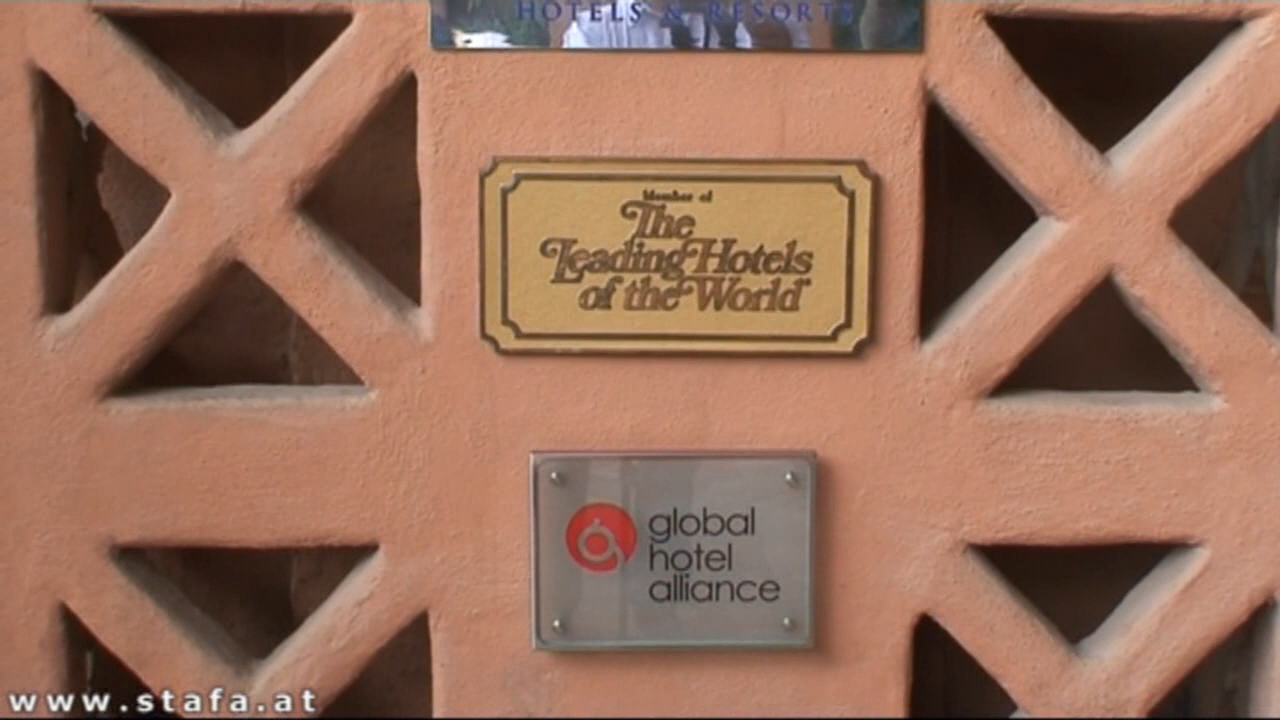 HOTELS & RESORTS
Member of
The
Leading Hotels
of the World
global
hotel
alliance
www.stafa.at